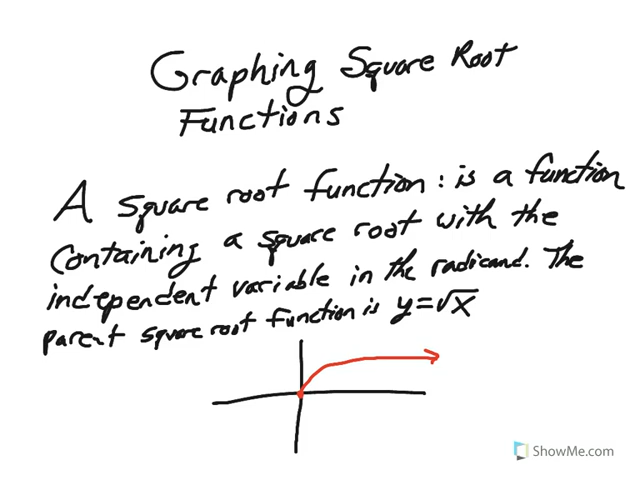 Graphing Square Root
Functions
A square root function: is a function
containing a square root with the
independent variable in the radicand. The
parent square root function is y=√x
ShowMe.com